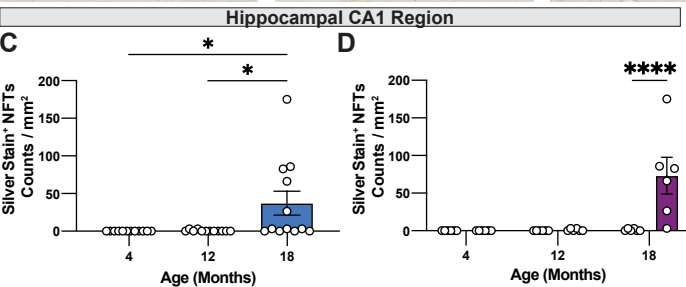 Hippocampal CA1 Region
C
D
Silver Stain⁺ NFTs
Counts / mm²
200
150
100
50
0
*
*
4
12
18
Age (Months)
Silver Stain⁺ NFTs
Counts / mm²
200
150
100
50
0
****
4
12
18
Age (Months)